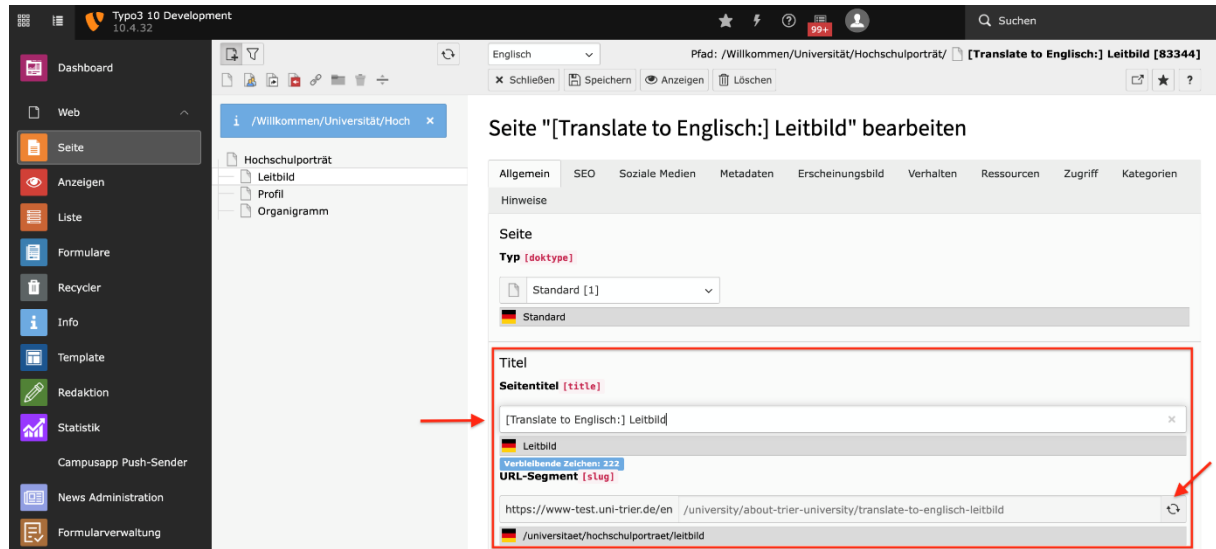 Typo3 10 Development
10.4.32
99+
Suchen
Dashboard
Web
Seite
Anzeigen
Liste
Formulare
Recycler
Info
Template
Redaktion
Statistik
Campusapp Push-Sender
News Administration
Formularverwaltung
/Willkommen/Universität/Hoch
Hochschulporträt
Leitbild
Profil
Organigramm
Englisch
Pfad: /Willkommen/Universität/Hochschulporträt/ [Translate to Englisch:] Leitbild [83344]
Schließen Speichern Anzeigen Löschen
Seite "[Translate to Englisch:] Leitbild" bearbeiten
Allgemein SEO Soziale Medien Metadaten Erscheinungsbild Verhalten Ressourcen Zugriff Kategorien
Hinweise
Seite
Typ [doktype]
Standard [1]
Standard
Titel
Seitentitel [title]
[Translate to Englisch:] Leitbild
Leitbild
Verbleibende Zeichen: 222
URL-Segment [slug]
https://www-test.uni-trier.de/en /university/about-trier-university/translate-to-englisch-leitbild
/universitaet/hochschulportraet/leitbild